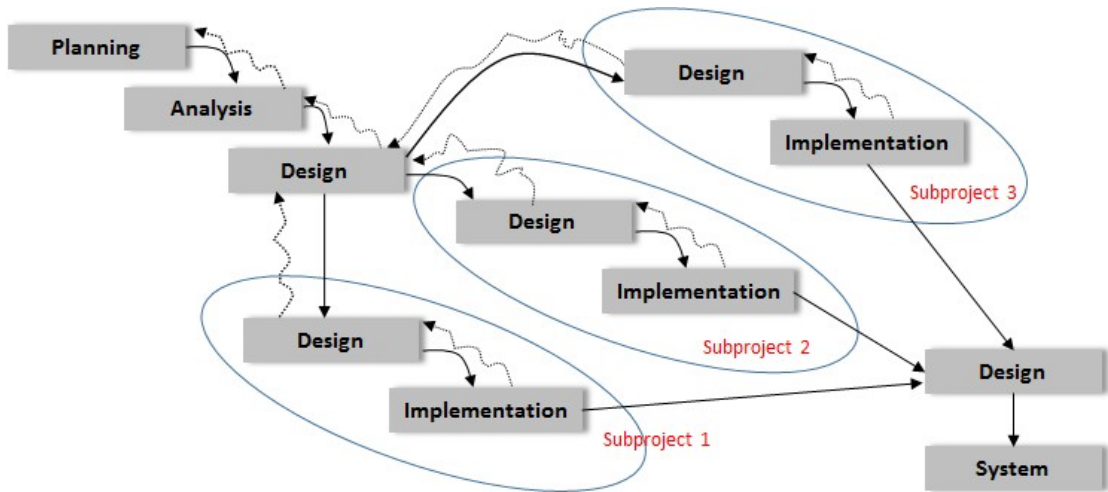 Planning
Analysis
Design
Design
Implementation
Subproject 3
Design
Implementation
Subproject 2
Design
Implementation
Subproject 1
Design
System